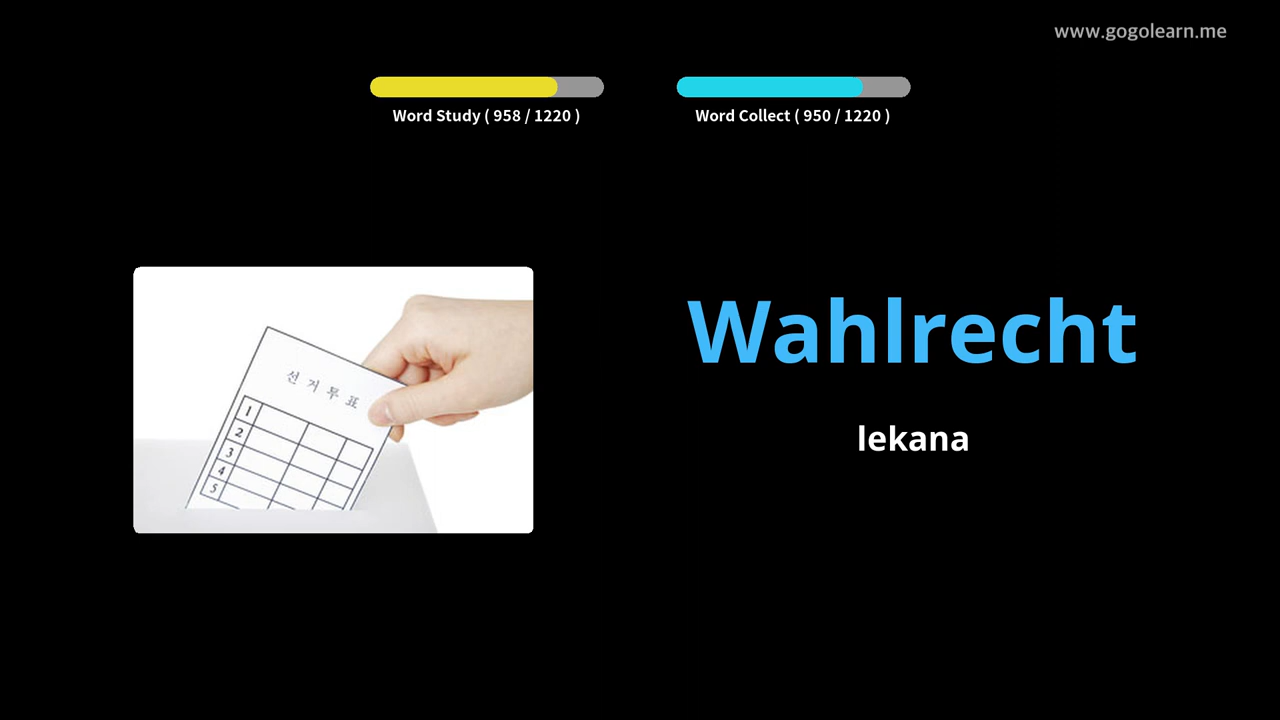 www.gogolearn.me
Word Study ( 958 / 1220 )
Word Collect ( 950 / 1220 )
선거투표
1
2
3
4
5
Wahlrecht
lekana